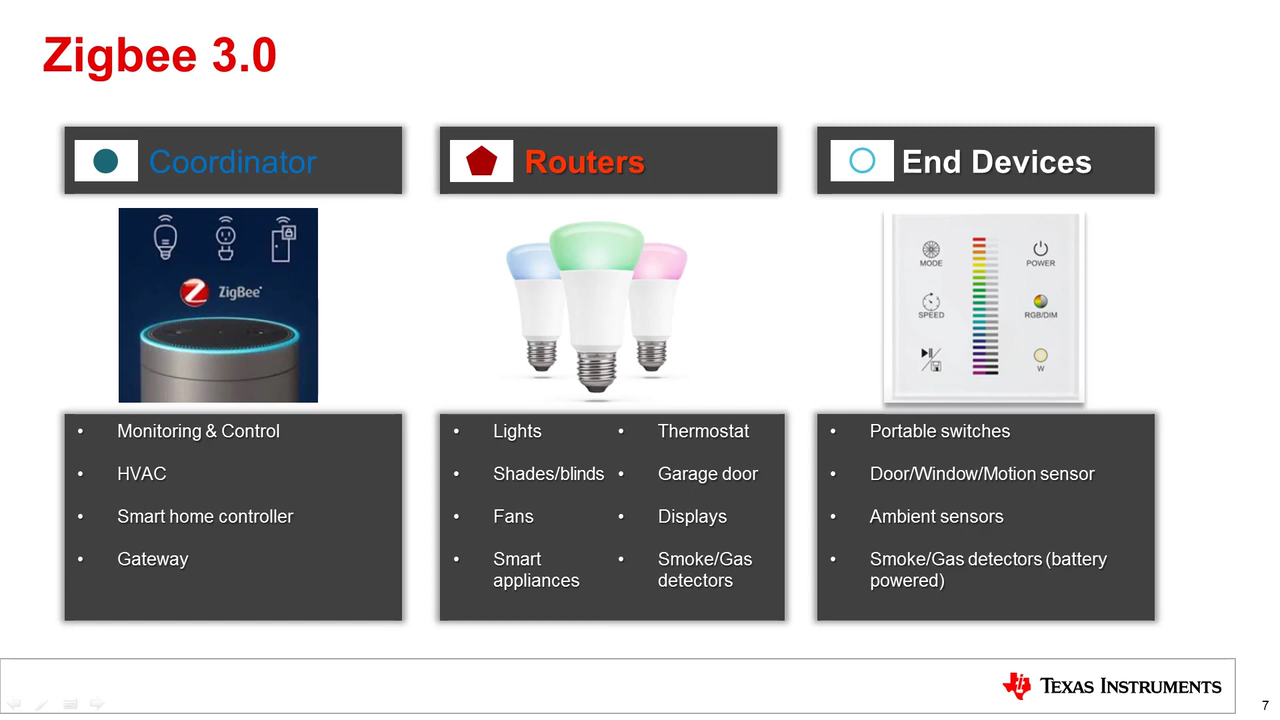 Zigbee 3.0
Coordinator
ZigBee
• Monitoring & Control
• HVAC
• Smart home controller
• Gateway
Routers
• Lights
• Shades/blinds
• Fans
• Smart
appliances
• Thermostat
• Garage door
• Displays
• Smoke/Gas
detectors
End Devices
MODE
POWER
SPEED
RGB/DIM
W
• Portable switches
• Door/Window/Motion sensor
• Ambient sensors
• Smoke/Gas detectors (battery
powered)
TEXAS INSTRUMENTS
7